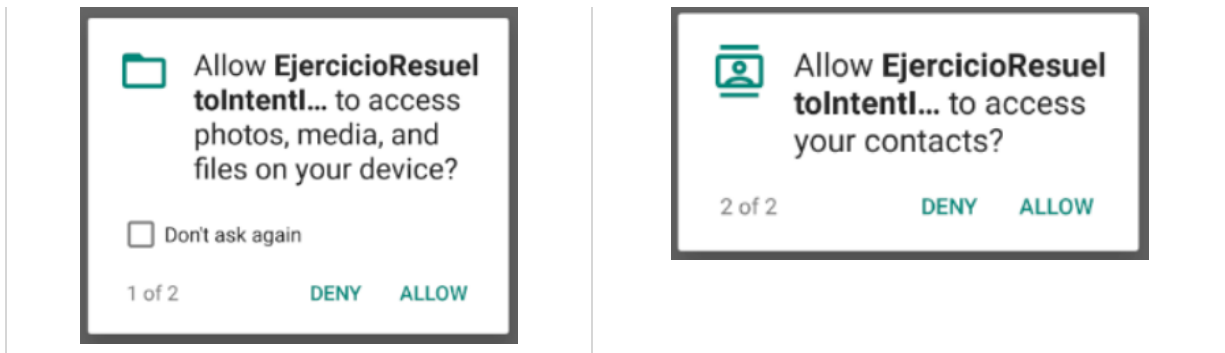 Allow EjercicioResuel
toIntentI... to access
photos, media, and
files on your device?
Don't ask again
1 of 2 DENY ALLOW
Allow EjercicioResuel
toIntentI... to access
your contacts?
2 of 2 DENY ALLOW